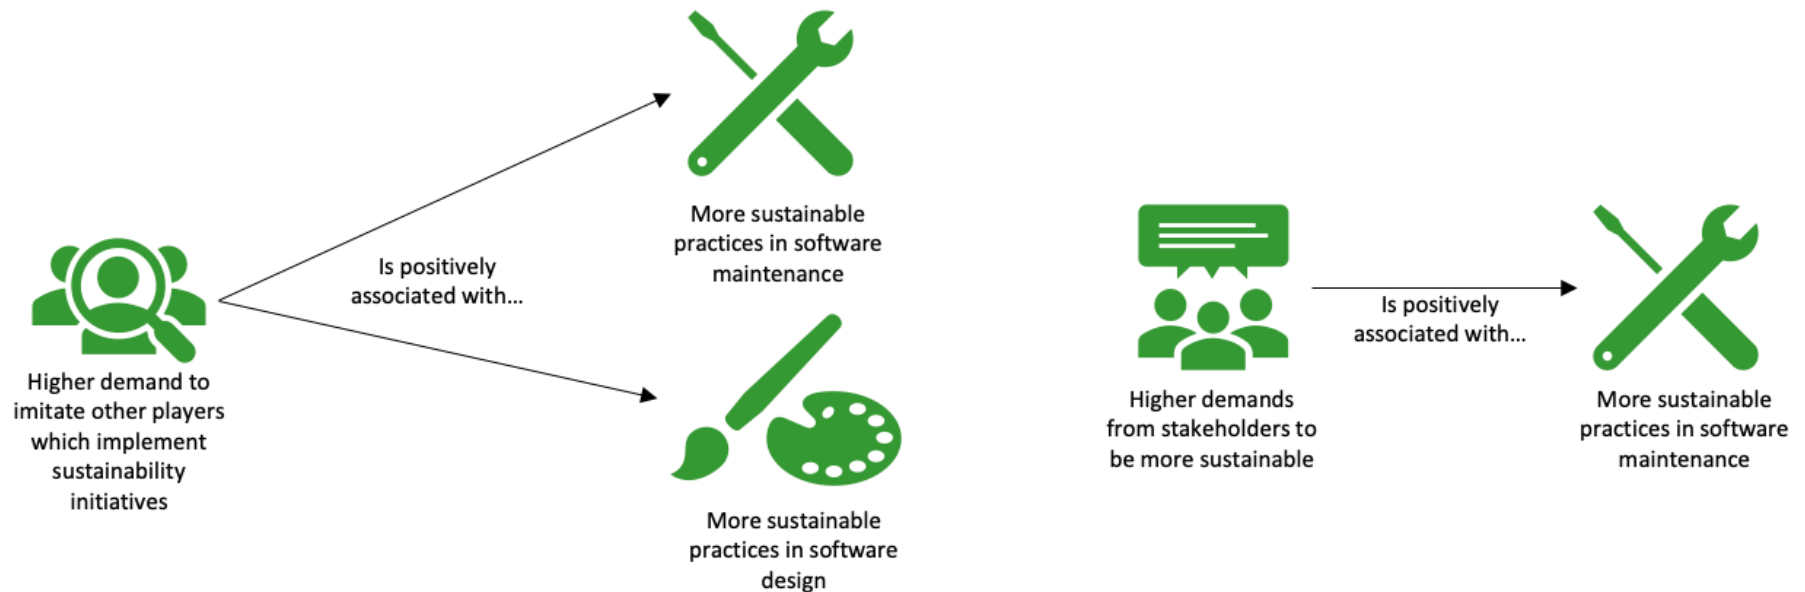 Higher demand to
imitate other players
which implement
sustainability
initiatives
Is positively
associated with...
More sustainable
practices in software
maintenance
More sustainable
practices in software
design
Higher demands
from stakeholders to
be more sustainable
Is positively
associated with...
More sustainable
practices in software
maintenance